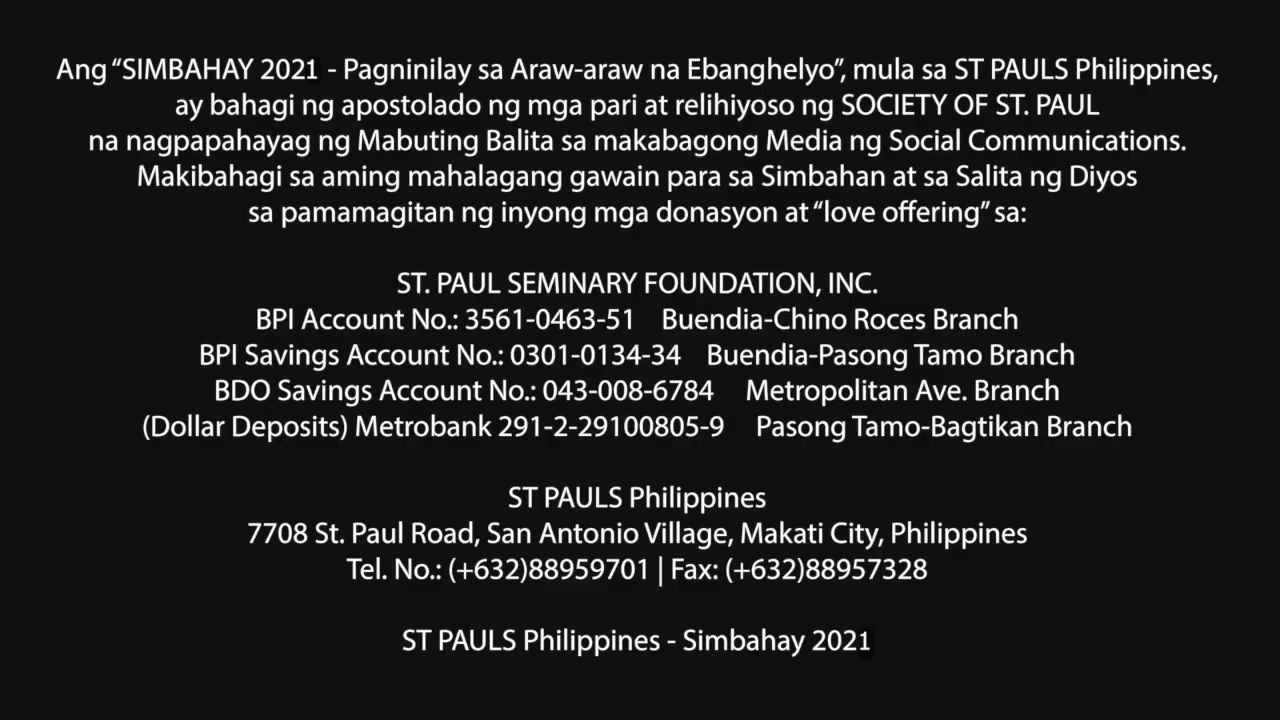 Ang “SIMBAHAY 2021 - Pagninilay sa Araw-araw na Ebanghelyo”, mula sa ST PAULS Philippines,
ay bahagi ng apostolado ng mga pari at relihiyoso ng SOCIETY OF ST. PAUL
na nagpapahayag ng Mabuting Balita sa makabagong Media ng Social Communications.
Makibahagi sa aming mahalagang gawain para sa Simbahan at sa Salita ng Diyos
sa pamamagitan ng inyong mga donasyon at “love offering” sa:
ST. PAUL SEMINARY FOUNDATION, INC.
BPI Account No.: 3561-0463-51 Buendia-Chino Roces Branch
BPI Savings Account No.: 0301-0134-34 Buendia-Pasong Tamo Branch
BDO Savings Account No.: 043-008-6784 Metropolitan Ave. Branch
(Dollar Deposits) Metrobank 291-2-29100805-9 Pasong Tamo-Bagtikan Branch
ST PAULS Philippines
7708 St. Paul Road, San Antonio Village, Makati City, Philippines
Tel. No.: (+632)88959701 | Fax: (+632)88957328
ST PAULS Philippines - Simbahay 2021